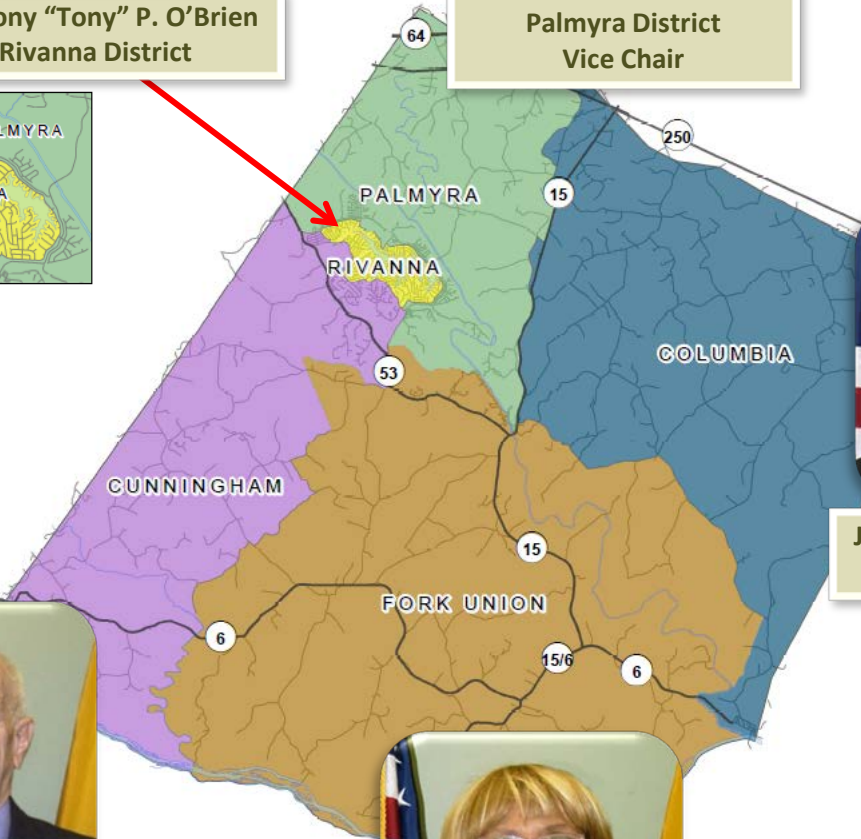 ony “Tony” P. O’Brien
Rivanna District
Palmyra District
Vice Chair
64
LMYRA
A
250
PALMYRA
15
RIVANNA
COLUMBIA
53
CUNNINGHAM
J
15
FORK UNION
6
15/6
6